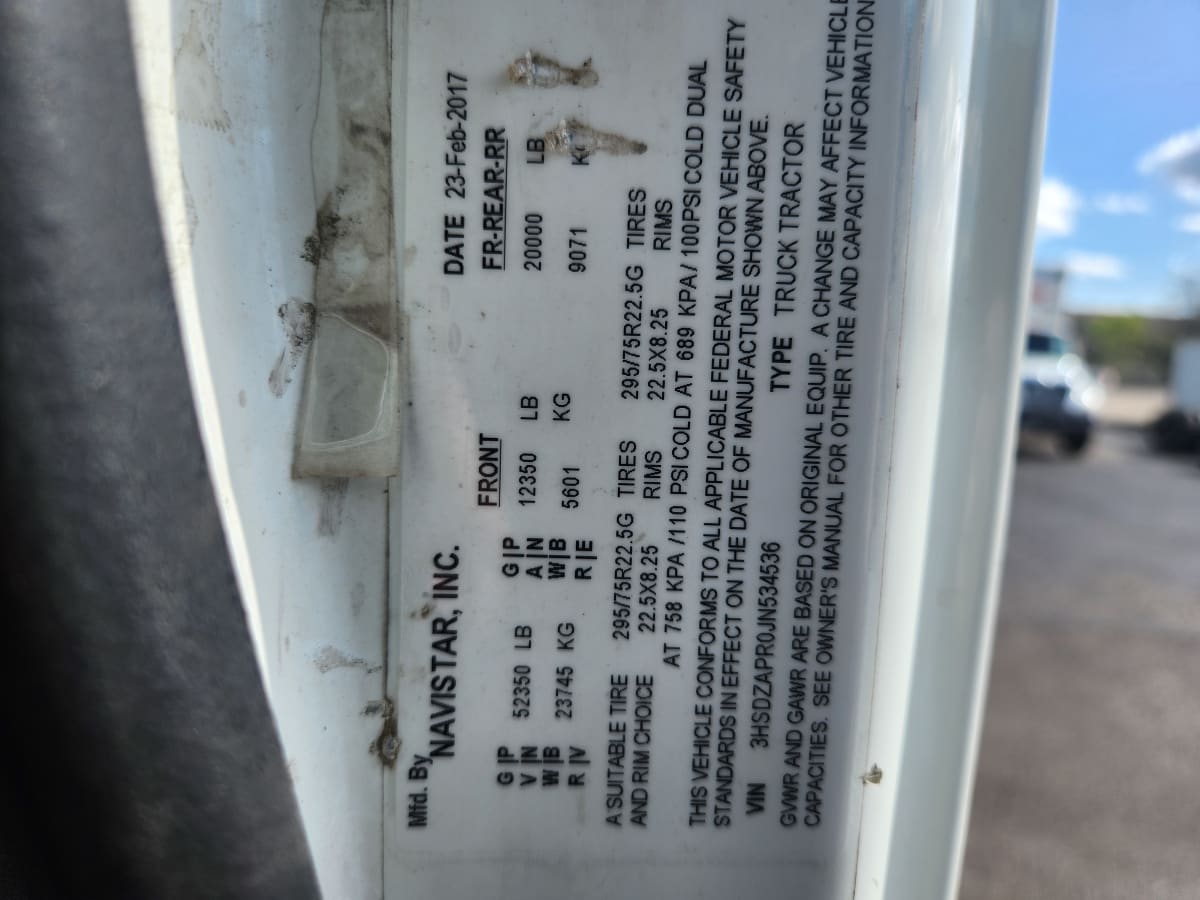 Mfd. By
NAVISTAR, INC. DATE 23-Feb-2017
FRONT FR-REAR-RR
G|P V|N W|B R|V 52350 LB 23745 KG G|P A|N W|B R|E 12350 LB 5601 KG 20000 LB 9071
A SUITABLE TIRE 295/75R22.5G TIRES 295/75R22.5G TIRES
AND RIM CHOICE 22.5X8.25 RIMS 22.5X8.25 RIMS
AT 758 KPA /110 PSI COLD AT 689 KPA/ 100PSI COLD DUAL
THIS VEHICLE CONFORMS TO ALL APPLICABLE FEDERAL MOTOR VEHICLE SAFETY
STANDARDS IN EFFECT ON THE DATE OF MANUFACTURE SHOWN ABOVE.
VIN 3HSDZAPR0JN534536 TYPE TRUCK TRACTOR
GVWR AND GAWR ARE BASED ON ORIGINAL EQUIP. A CHANGE MAY AFFECT VEHICLE
CAPACITIES. SEE OWNER'S MANUAL FOR OTHER TIRE AND CAPACITY INFORMATION